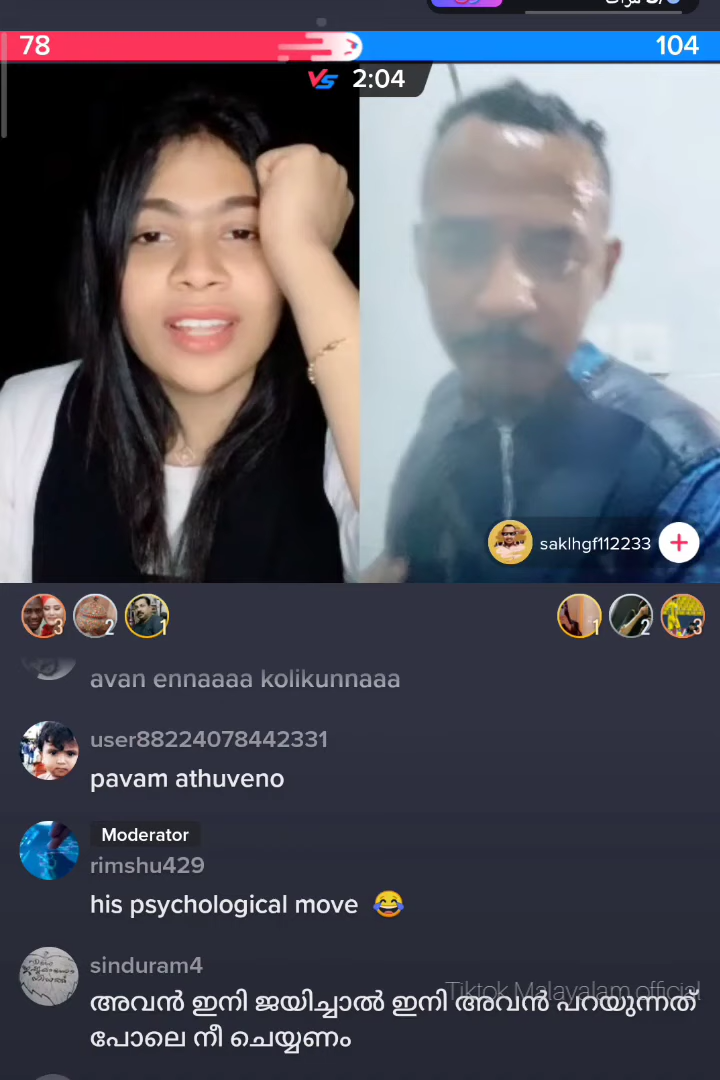 78
104
VS 2:04
saklhgf112233
3
2
1
1
2
3
avan ennaaaa kolikunnaaa
user88224078442331
pavam athuveno
Moderator
rimshu429
his psychological move 😂
sinduram4
Tiktok Malayalam official
അവൻ ഇനി ജയിച്ചാൽ ഇനി അവൻ പറയുന്നത്
പോലെ നീ ചെയ്യണം